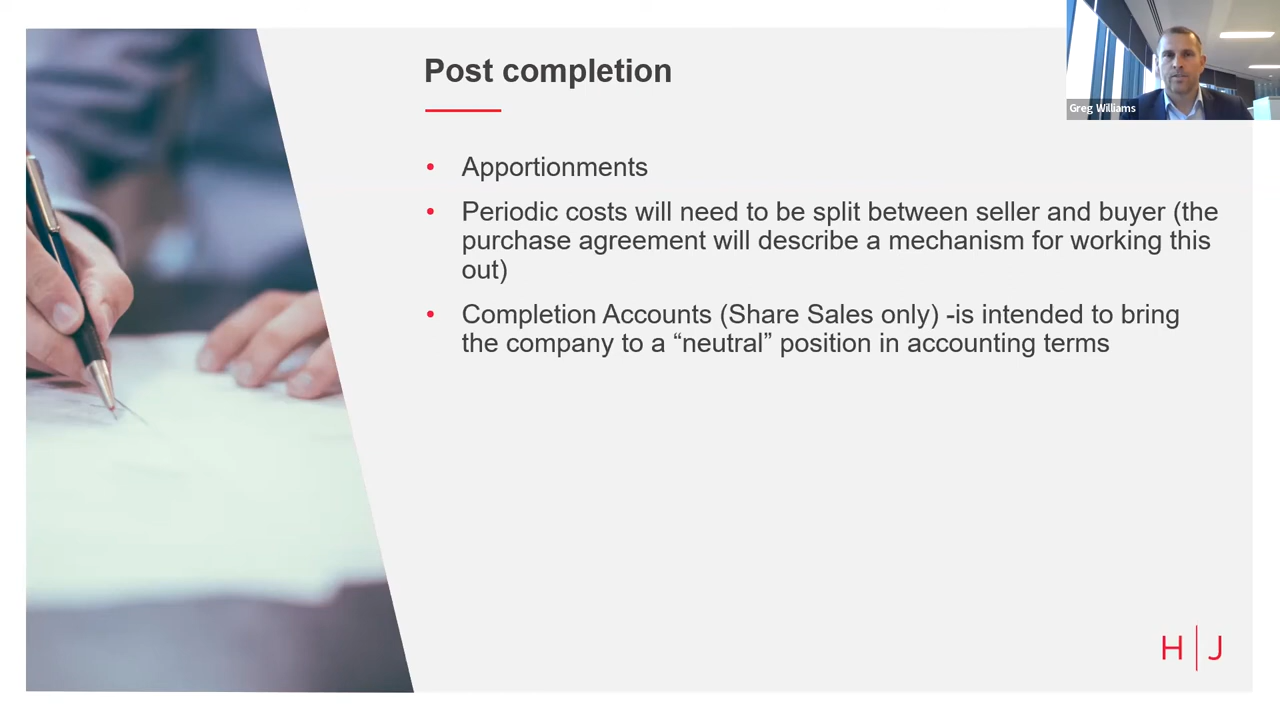 Post completion
Greg Williams
• Apportionments
• Periodic costs will need to be split between seller and buyer (the
purchase agreement will describe a mechanism for working this
out)
• Completion Accounts (Share Sales only) -is intended to bring
the company to a “neutral” position in accounting terms
H | J